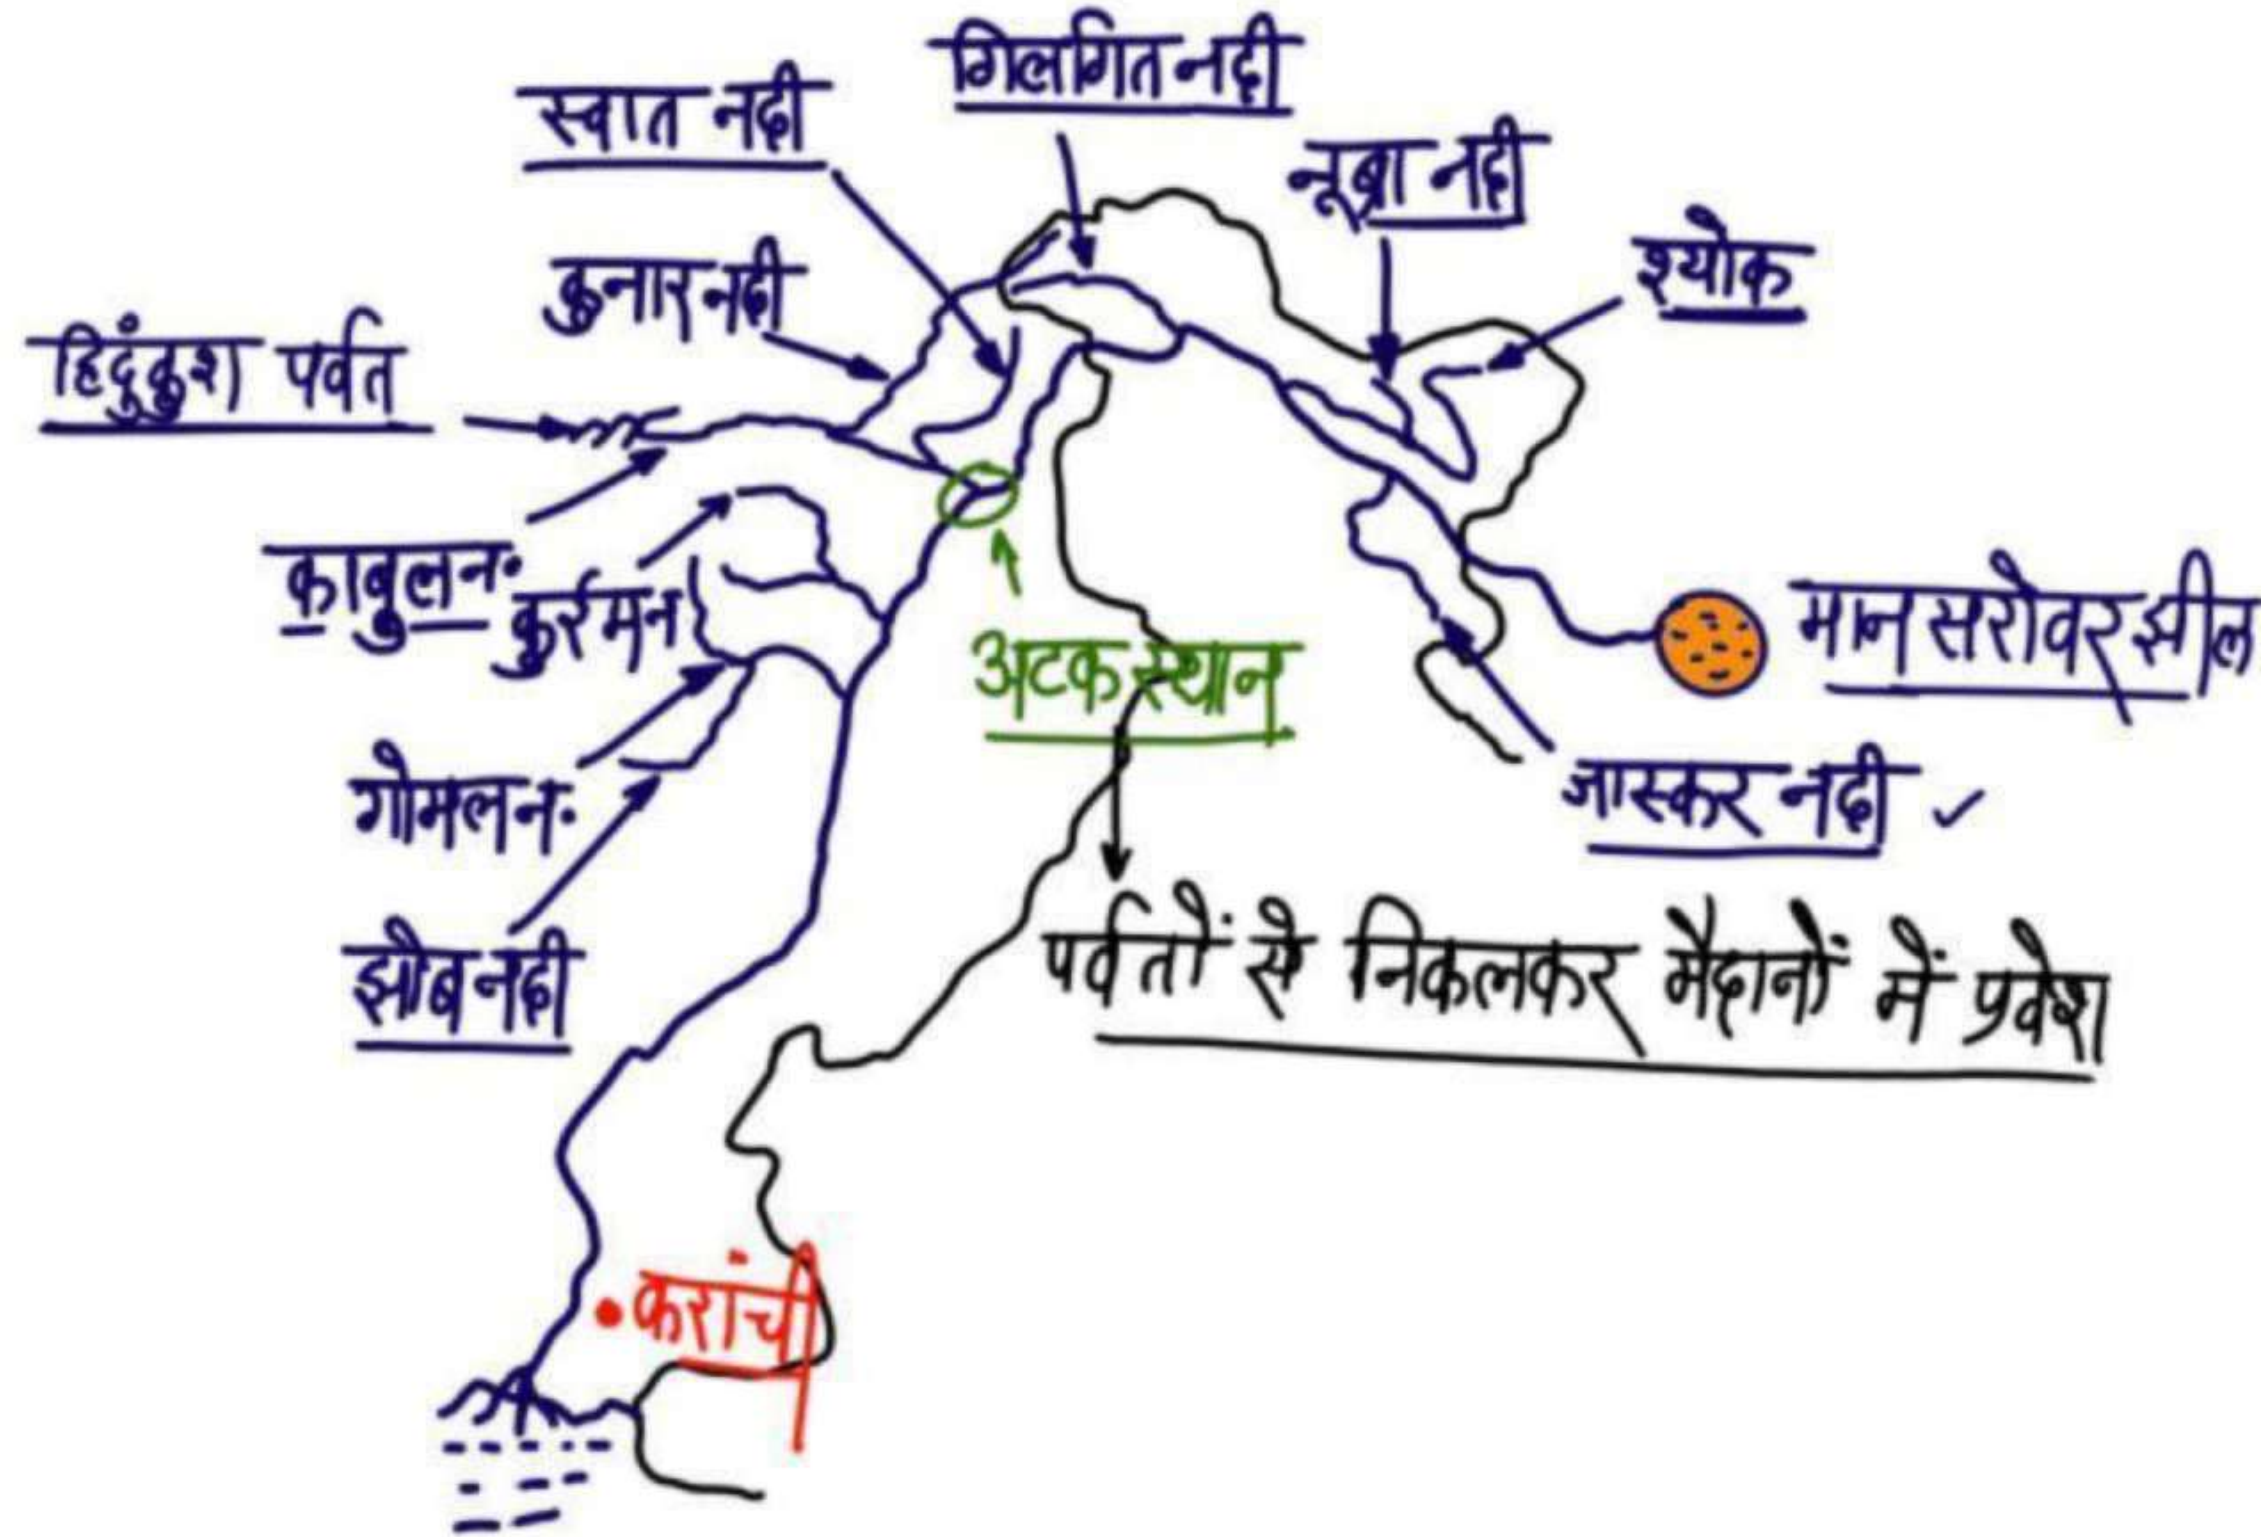 गिलगित नदी
स्वात नदी
नूब्रा नदी
श्योक
कुनार नदी
हिदुंकुश पर्वत
काबुल न॰
कुर्रम न
मानसरोवर झील
अटक स्थान
गोमल न॰
जास्कर नदी ✓
झोब नदी
पर्वतों से निकलकर मैदानों में प्रवेश
करांची